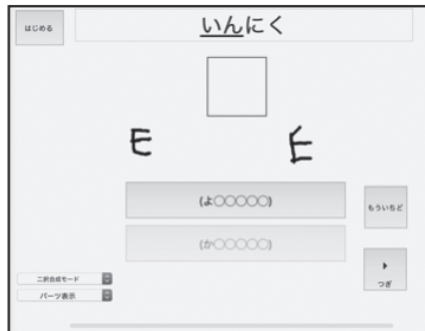 はじめる
いんにく
(よ○○○○○)
(か○○○○○)
もういちど
つぎ
二択合成モード
パーツ表示